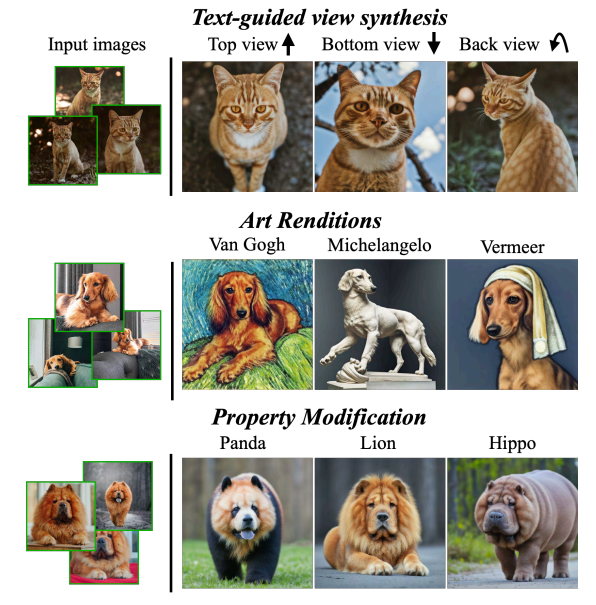 Text-guided view synthesis
Input images
Top view
Bottom view
Back view
Art Renditions
Van Gogh
Michelangelo
Vermeer
Property Modification
Panda
Lion
Hippo